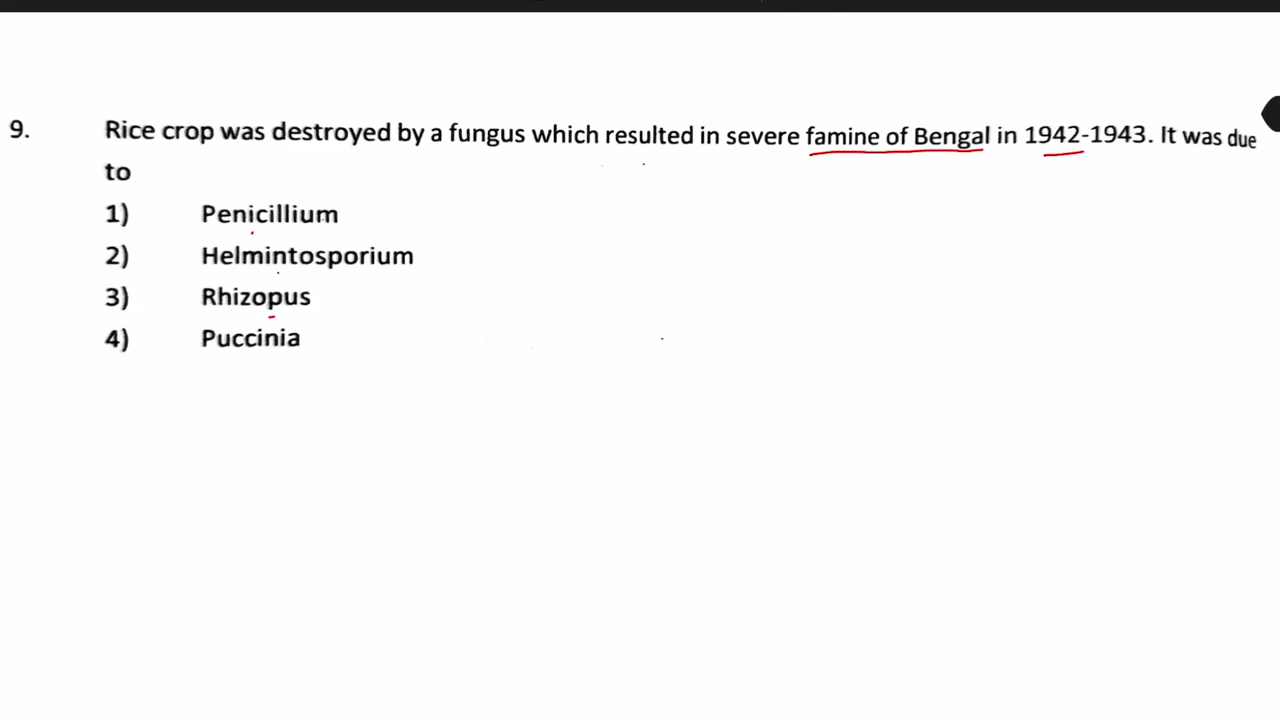 9. Rice crop was destroyed by a fungus which resulted in severe famine of Bengal in 1942-1943. It was due
to
1) Penicillium
2) Helmintosporium
3) Rhizopus
4) Puccinia